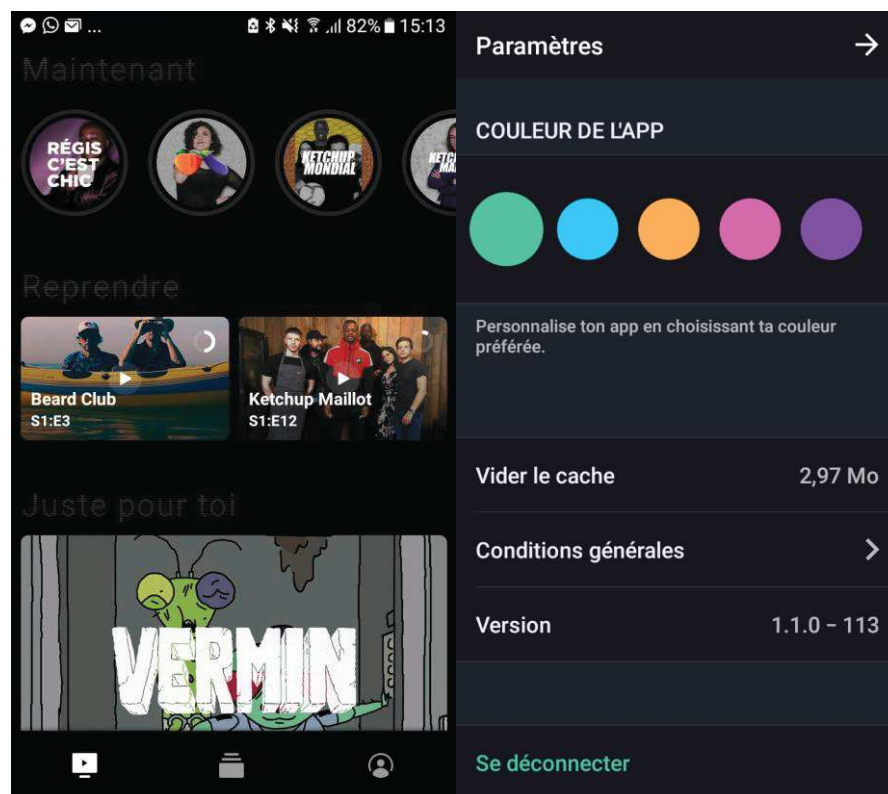 ... 82% 15:13
Maintenant
RÉGIS
C'EST
CHIC
KETCHUP
MONDIAL
Reprendre
Beard Club
S1:E3
Ketchup Maillot
S1:E12
Juste pour toi
VERMIN
Paramètres
COULEUR DE L'APP
Personnalise ton app en choisissant ta couleur
préférée.
Vider le cache 2,97 Mo
Conditions générales
Version 1.1.0 – 113
Se déconnecter